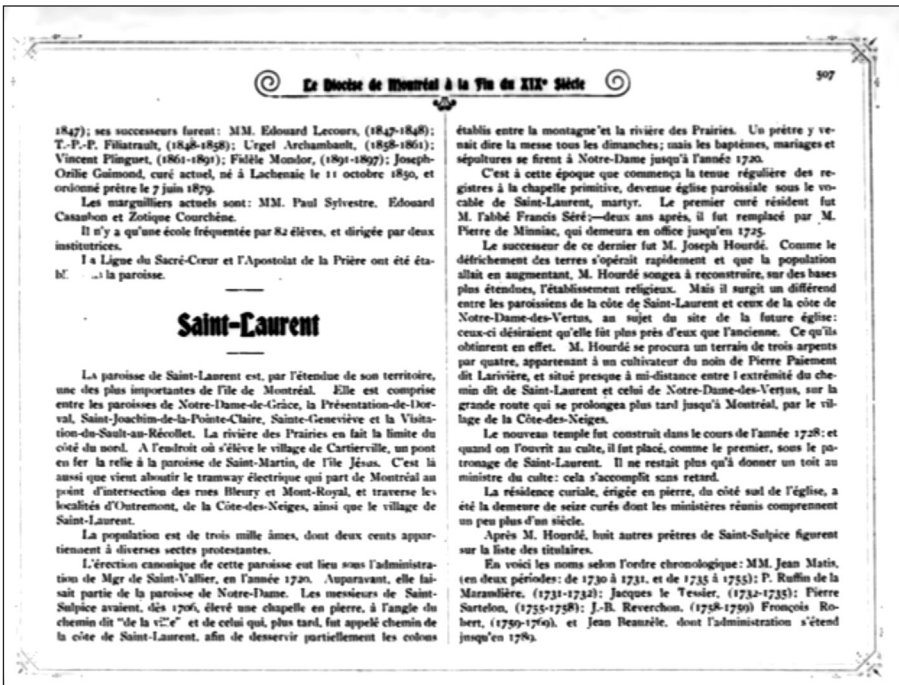 507
Le Diocèse de Montréal à la Fin du XIXe Siècle
1847); ses successeurs furent: MM. Edouard Lecours, (1847-1848);
T.-P.-P. Filiatrault, (1848-1858); Urgel Archambault, (1858-1861);
Vincent Plinguet, (1861-1891); Fidèle Mondor, (1891-1897); Joseph-
Ozilie Guimond, curé actuel, né à Lachenaie le 11 octobre 1850, et
ordonné prêtre le 7 juin 1879.
Les marguilliers actuels sont: MM. Paul Sylvestre, Edouard
Casaubon et Zotique Courchêne.
Il n'y a qu'une école fréquentée par 82 élèves, et dirigée par deux
institutrices.
La Ligue du Sacré-Cœur et l'Apostolat de la Prière ont été éta-
la paroisse.
Saint-Laurent
La paroisse de Saint-Laurent est, par l'étendue de son territoire,
une des plus importantes de l'île de Montréal. Elle est comprise
entre les paroisses de Notre-Dame-de-Grâce, la Présentation-de-Dor-
val, Saint-Joachim-de-la-Pointe-Claire, Sainte-Geneviève et la Visita-
tion-du-Sault-au-Récollet. La rivière des Prairies en fait la limite du
côté du nord. A l'endroit où s'élève le village de Cartierville, un pont
en fer la relie à la paroisse de Saint-Martin, de l'île Jésus. C'est là
aussi que vient aboutir le tramway électrique qui part de Montréal au
point d'intersection des rues Bleury et Mont-Royal, et traverse les
localités d'Outremont, de la Côte-des-Neiges, ainsi que le village de
Saint-Laurent.
La population est de trois mille âmes, dont deux cents appar-
tiennent à diverses sectes protestantes.
L'érection canonique de cette paroisse eut lieu sous l'administra-
tion de Mgr de Saint-Vallier, en l'année 1720. Auparavant, elle fai-
sait partie de la paroisse de Notre-Dame. Les messieurs de Saint-
Sulpice avaient, dès 1706, élevé une chapelle en pierre, à l'angle du
chemin dit "de la ville" et de celui qui, plus tard, fut appelé chemin de
la côte de Saint-Laurent, afin de desservir partiellement les colons
établis entre la montagne et la rivière des Prairies. Un prêtre y ve-
nait dire la messe tous les dimanches; mais les baptêmes, mariages et
sépultures se firent à Notre-Dame jusqu'à l'année 1720.
C'est à cette époque que commença la tenue régulière des re-
gistres à la chapelle primitive, devenue église paroissiale sous le vo-
cable de Saint-Laurent, martyr. Le premier curé résident fut
M. l'abbé Francis Séré;—deux ans après, il fut remplacé par M.
Pierre de Minniac, qui demeura en office jusqu'en 1725.
Le successeur de ce dernier fut M. Joseph Hourdé. Comme le
défrichement des terres s'opérait rapidement et que la population
allait en augmentant, M. Hourdé songea à reconstruire, sur des bases
plus étendues, l'établissement religieux. Mais il surgit un différend
entre les paroissiens de la côte de Saint-Laurent et ceux de la côte de
Notre-Dame-des-Vertus, au sujet du site de la future église:
ceux-ci désiraient qu'elle fût plus près d'eux que l'ancienne. Ce qu'ils
obtinrent en effet. M. Hourdé se procura un terrain de trois arpents
par quatre, appartenant à un cultivateur du nom de Pierre Paiement
dit Larivière, et situé presque à mi-distance entre l extrémité du che-
min dit de Saint-Laurent et celui de Notre-Dame-des-Vertus, sur la
grande route qui se prolongea plus tard jusqu'à Montréal, par le vil-
lage de la Côte-des-Neiges.
Le nouveau temple fut construit dans le cours de l'année 1728; et
quand on l'ouvrit au culte, il fut placé, comme le premier, sous le pa-
tronage de Saint-Laurent. Il ne restait plus qu'à donner un toit au
ministre du culte: cela s'accomplit sans retard.
La résidence curiale, érigée en pierre, du côté sud de l'église, a
été la demeure de seize curés dont les ministères réunis comprennent
un peu plus d'un siècle.
Après M. Hourdé, huit autres prêtres de Saint-Sulpice figurent
sur la liste des titulaires.
En voici les noms selon l'ordre chronologique: MM. Jean Matis,
(en deux périodes: de 1730 à 1731, et de 1735 à 1755); P. Ruffin de la
Marandière, (1731-1732); Jacques le Tessier, (1732-1735); Pierre
Sartelon, (1755-1758); J.-B. Reverchon, (1758-1759) François Ro-
bert, (1759-1769), et Jean Beauzèle, dont l'administration s'étend
jusqu'en 1789.